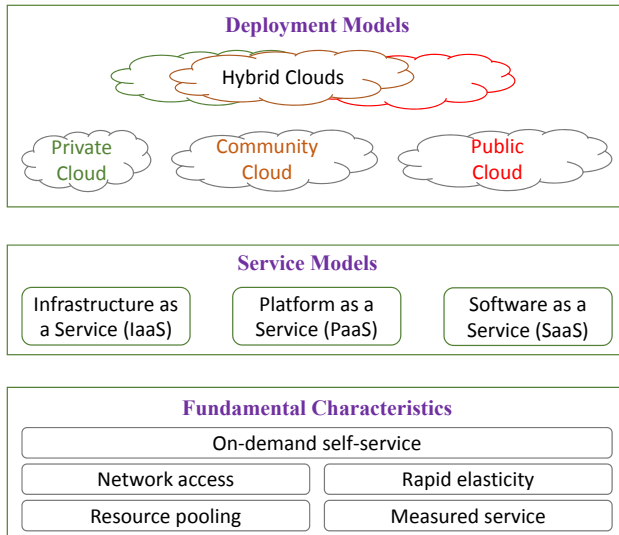 Deployment Models
Hybrid Clouds
Private
Cloud
Community
Cloud
Public
Cloud
Service Models
Infrastructure as
a Service (IaaS)
Platform as a
Service (PaaS)
Software as a
Service (SaaS)
Fundamental Characteristics
On-demand self-service
Network access
Rapid elasticity
Resource pooling
Measured service